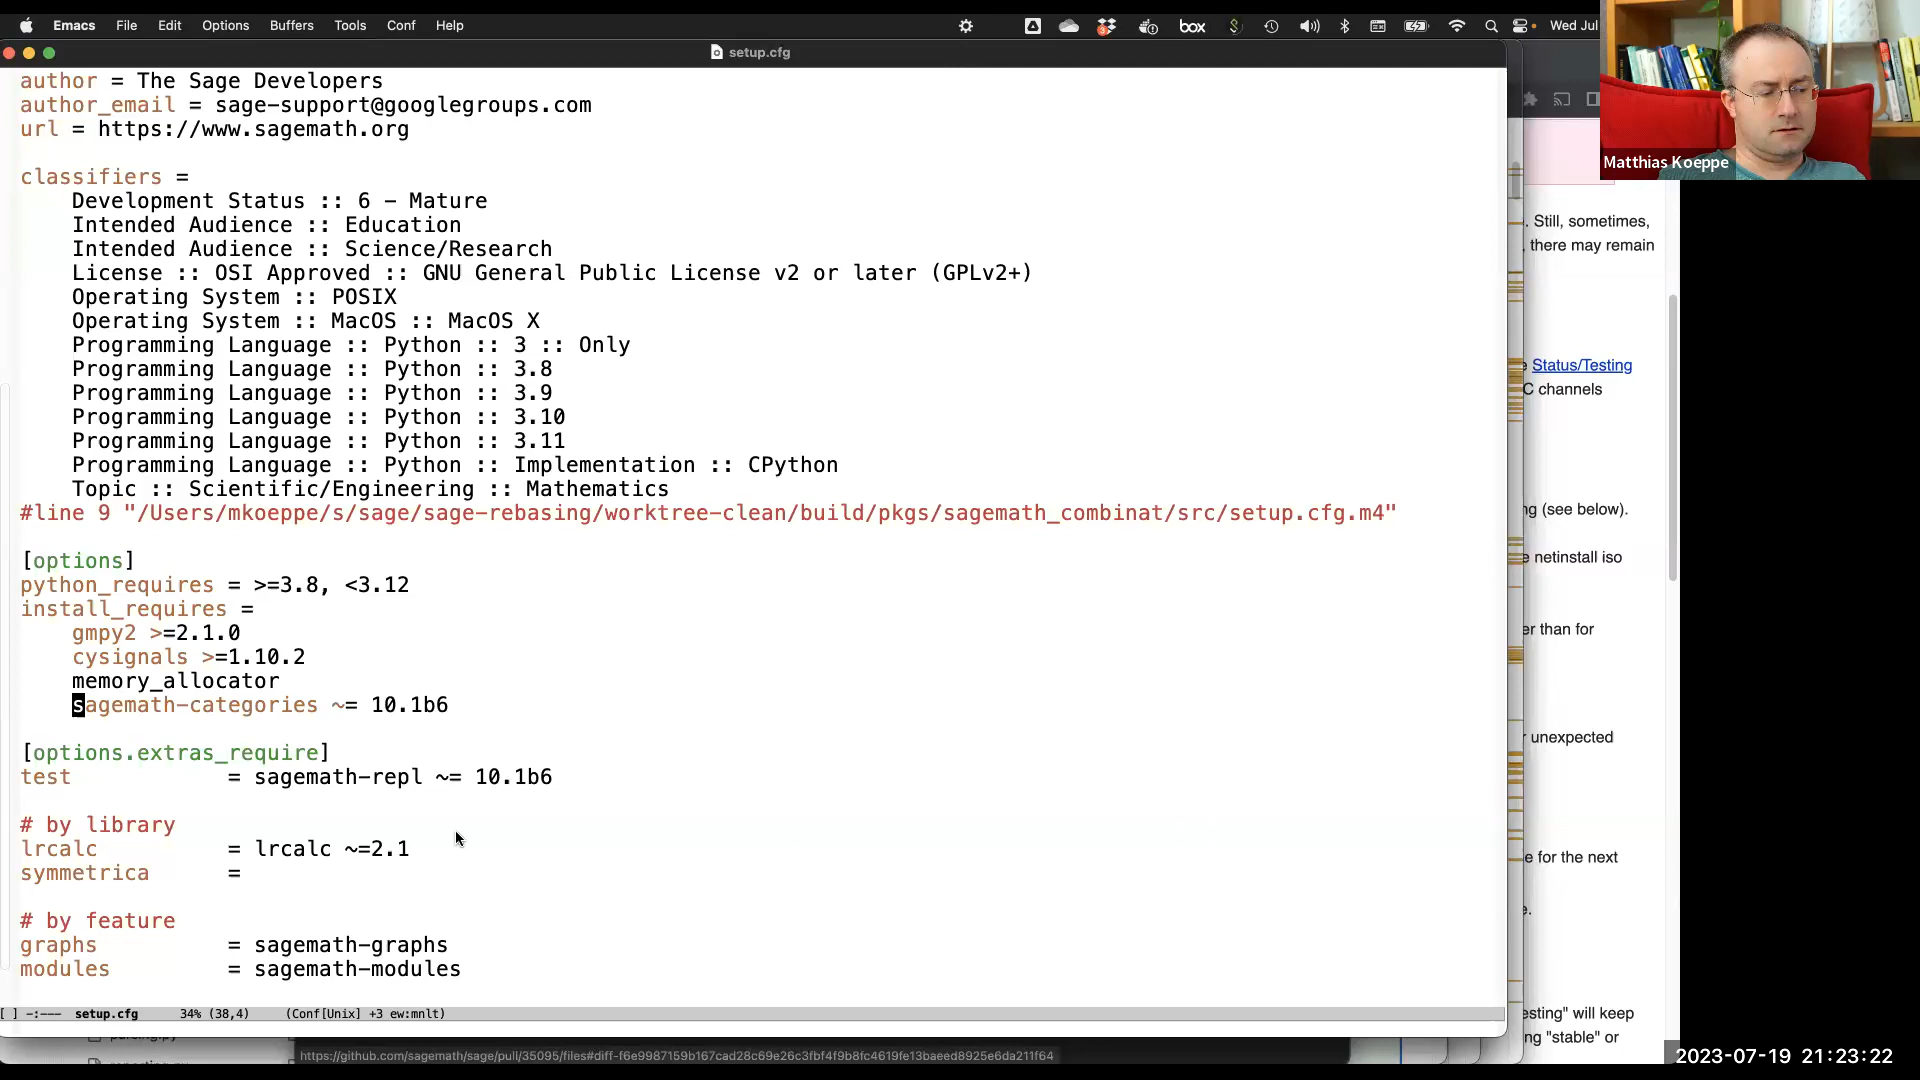 Emacs File Edit Options Buffers Tools Conf Help
box
Wed Jul
setup.cfg
author = The Sage Developers
author_email = sage-support@googlegroups.com
url = https://www.sagemath.org
classifiers =
Development Status :: 6 - Mature
Intended Audience :: Education
Intended Audience :: Science/Research
License :: OSI Approved :: GNU General Public License v2 or later (GPLv2+)
Operating System :: POSIX
Operating System :: MacOS :: MacOS X
Programming Language :: Python :: 3 :: Only
Programming Language :: Python :: 3.8
Programming Language :: Python :: 3.9
Programming Language :: Python :: 3.10
Programming Language :: Python :: 3.11
Programming Language :: Python :: Implementation :: CPython
Topic :: Scientific/Engineering :: Mathematics
#line 9 "/Users/mkoeppe/s/sage/sage-rebasing/worktree-clean/build/pkgs/sagemath_combinat/src/setup.cfg.m4"
[options]
python_requires = >=3.8, <3.12
install_requires =
gmpy2 >=2.1.0
cysignals >=1.10.2
memory_allocator
sagemath-categories ~= 10.1b6
[options.extras_require]
test = sagemath-repl ~= 10.1b6
# by library
lrcalc = lrcalc ~=2.1
symmetrica =
# by feature
graphs = sagemath-graphs
modules = sagemath-modules
[ ] -:--- setup.cfg 34% (38,4) (Conf[Unix] +3 ew:mnlt)
https://github.com/sagemath/sage/pull/35095/files#diff-f6e9987159b167cad28c69e26c3fbf4f9b8fc4619fe13baeed8925e6da211f64
Matthias Koeppe
. Still, sometimes,
, there may remain
Status/Testing
C channels
(see below).
netinstall iso
than for
unexpected
for the next
will keep
"stable" or
2023-07-19 21:23:22